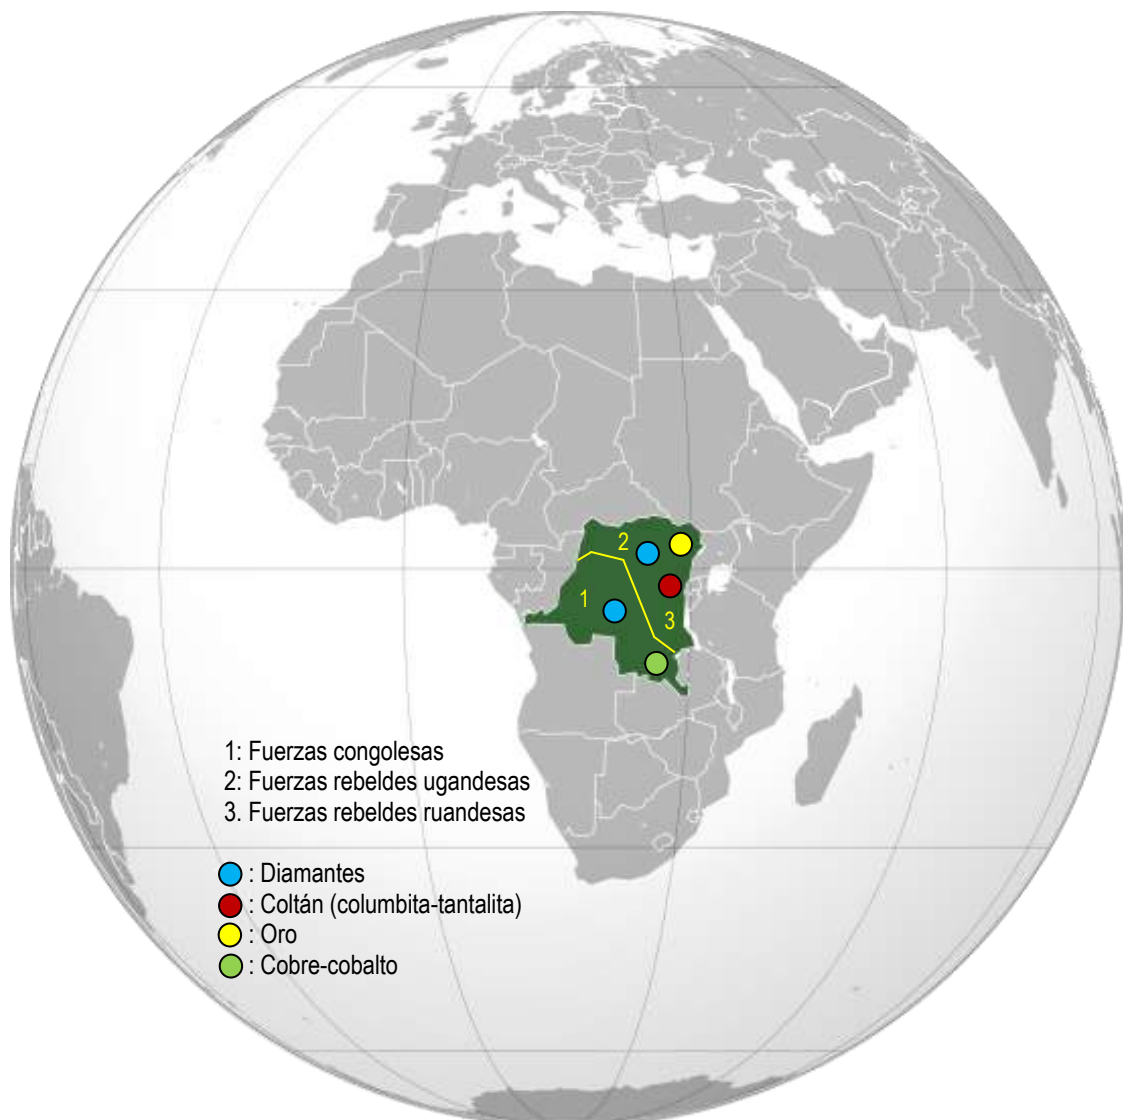 2
1
3
1: Fuerzas congolesas
2: Fuerzas rebeldes ugandesas
3. Fuerzas rebeldes ruandesas
: Diamantes
: Coltán (columbita-tantalita)
: Oro
: Cobre-cobalto